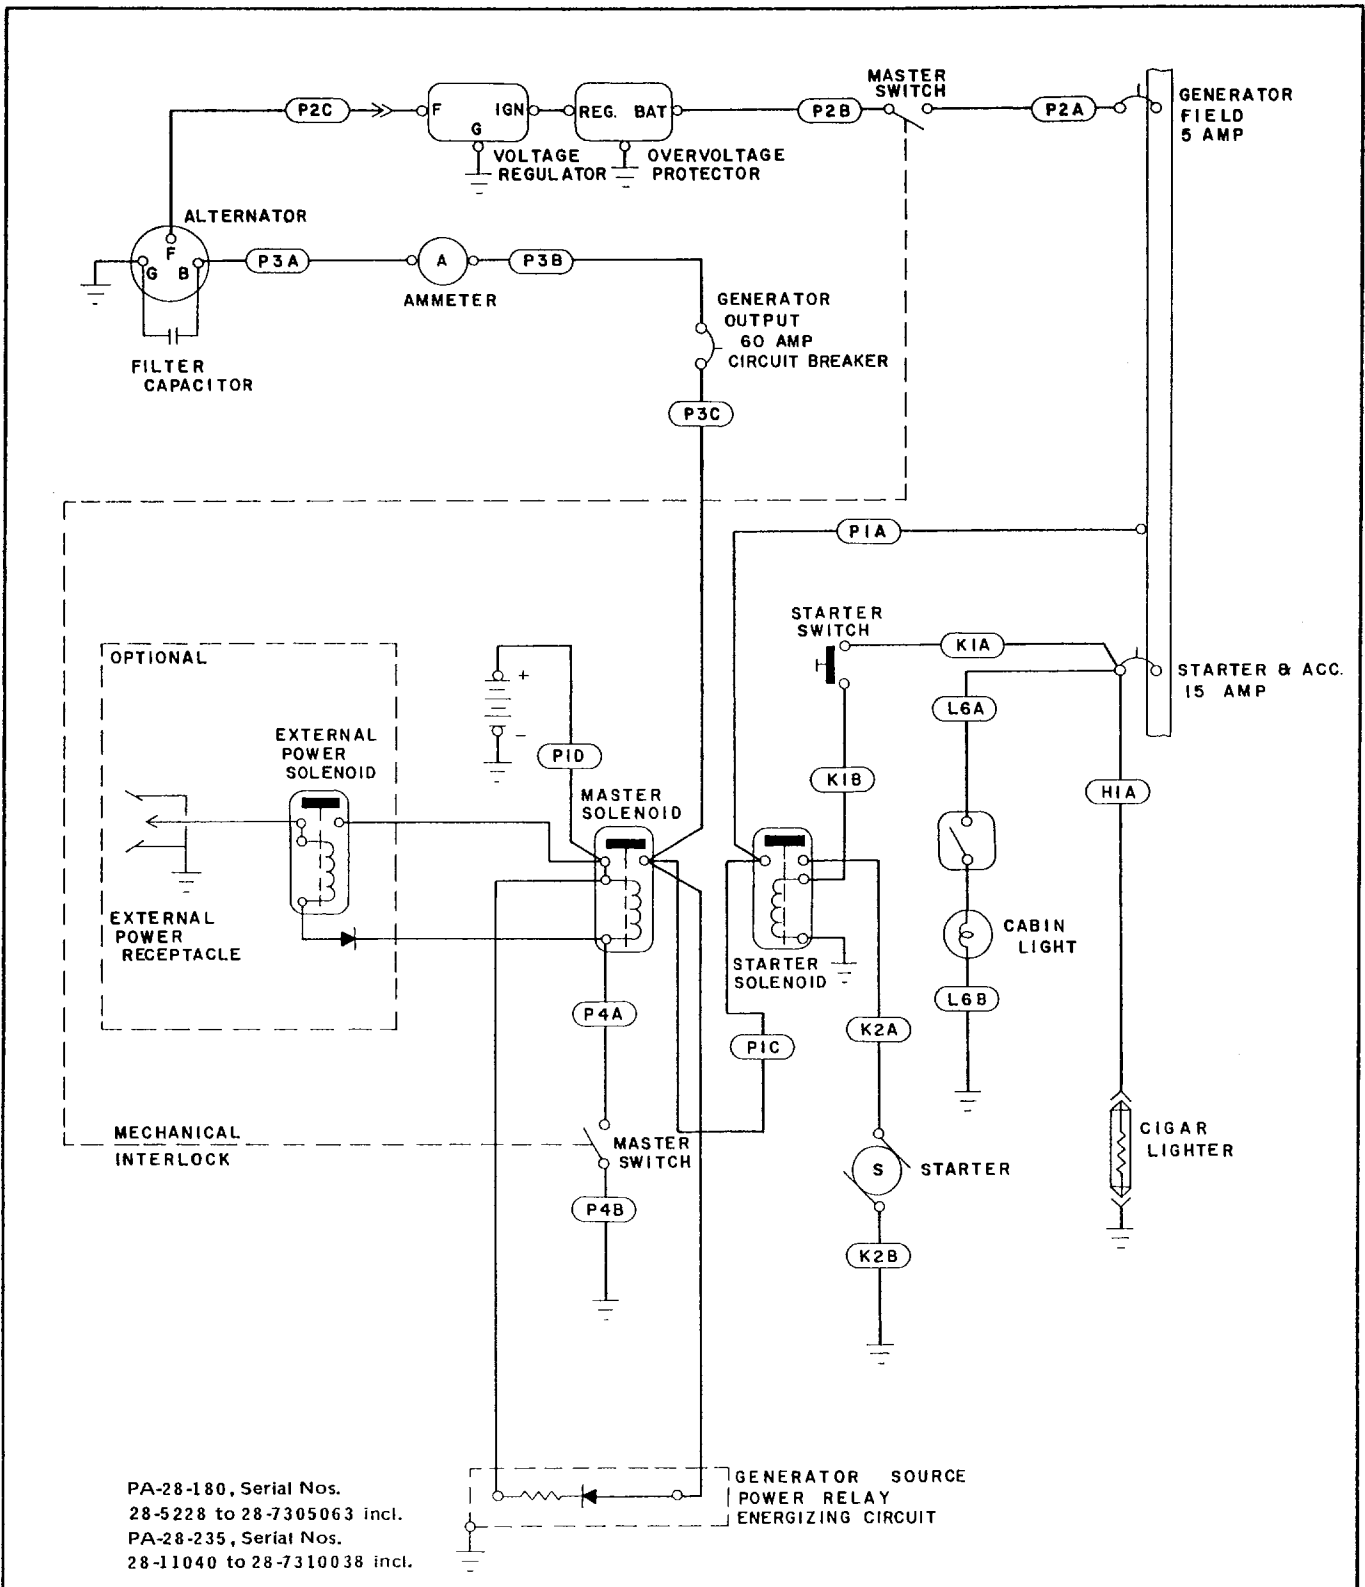 MASTER
SWITCH
P2C
F
IGN
G
REG. BAT
P2B
P2A
GENERATOR
FIELD
5 AMP
VOLTAGE
REGULATOR
OVERVOLTAGE
PROTECTOR
ALTERNATOR
F
G B
P3A
A
P3B
AMMETER
GENERATOR
OUTPUT
60 AMP
CIRCUIT BREAKER
FILTER
CAPACITOR
P3C
P1A
STARTER
SWITCH
K1A
OPTIONAL
STARTER & ACC.
15 AMP
+
-
L6A
EXTERNAL
POWER
SOLENOID
P1D
K1B
H1A
MASTER
SOLENOID
EXTERNAL
POWER
RECEPTACLE
CABIN
LIGHT
STARTER
SOLENOID
L6B
P4A
K2A
P1C
MECHANICAL
INTERLOCK
MASTER
SWITCH
S
STARTER
CIGAR
LIGHTER
P4B
K2B
GENERATOR SOURCE
POWER RELAY
ENERGIZING CIRCUIT
PA-28-180, Serial Nos.
28-5228 to 28-7305063 incl.
PA-28-235, Serial Nos.
28-11040 to 28-7310038 incl.